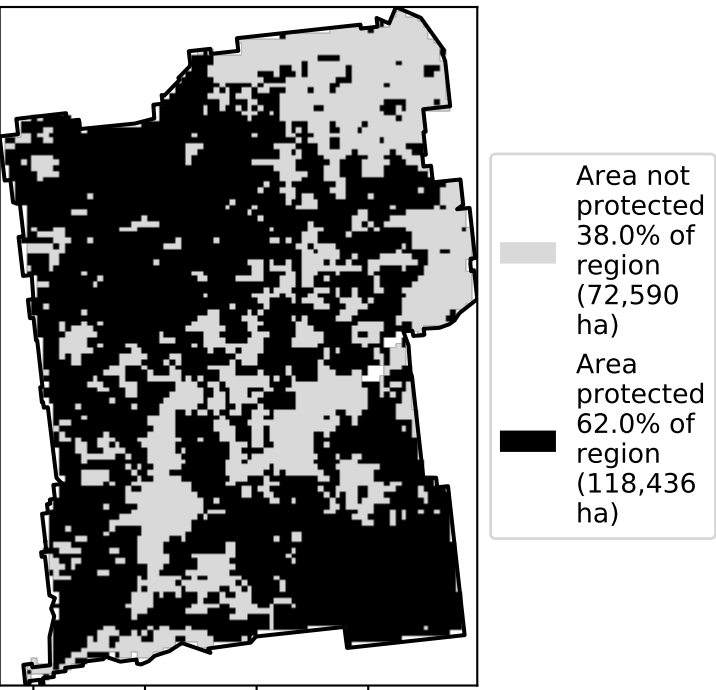 Area not
protected
38.0% of
region
(72,590
ha)
Area
protected
62.0% of
region
(118,436
ha)